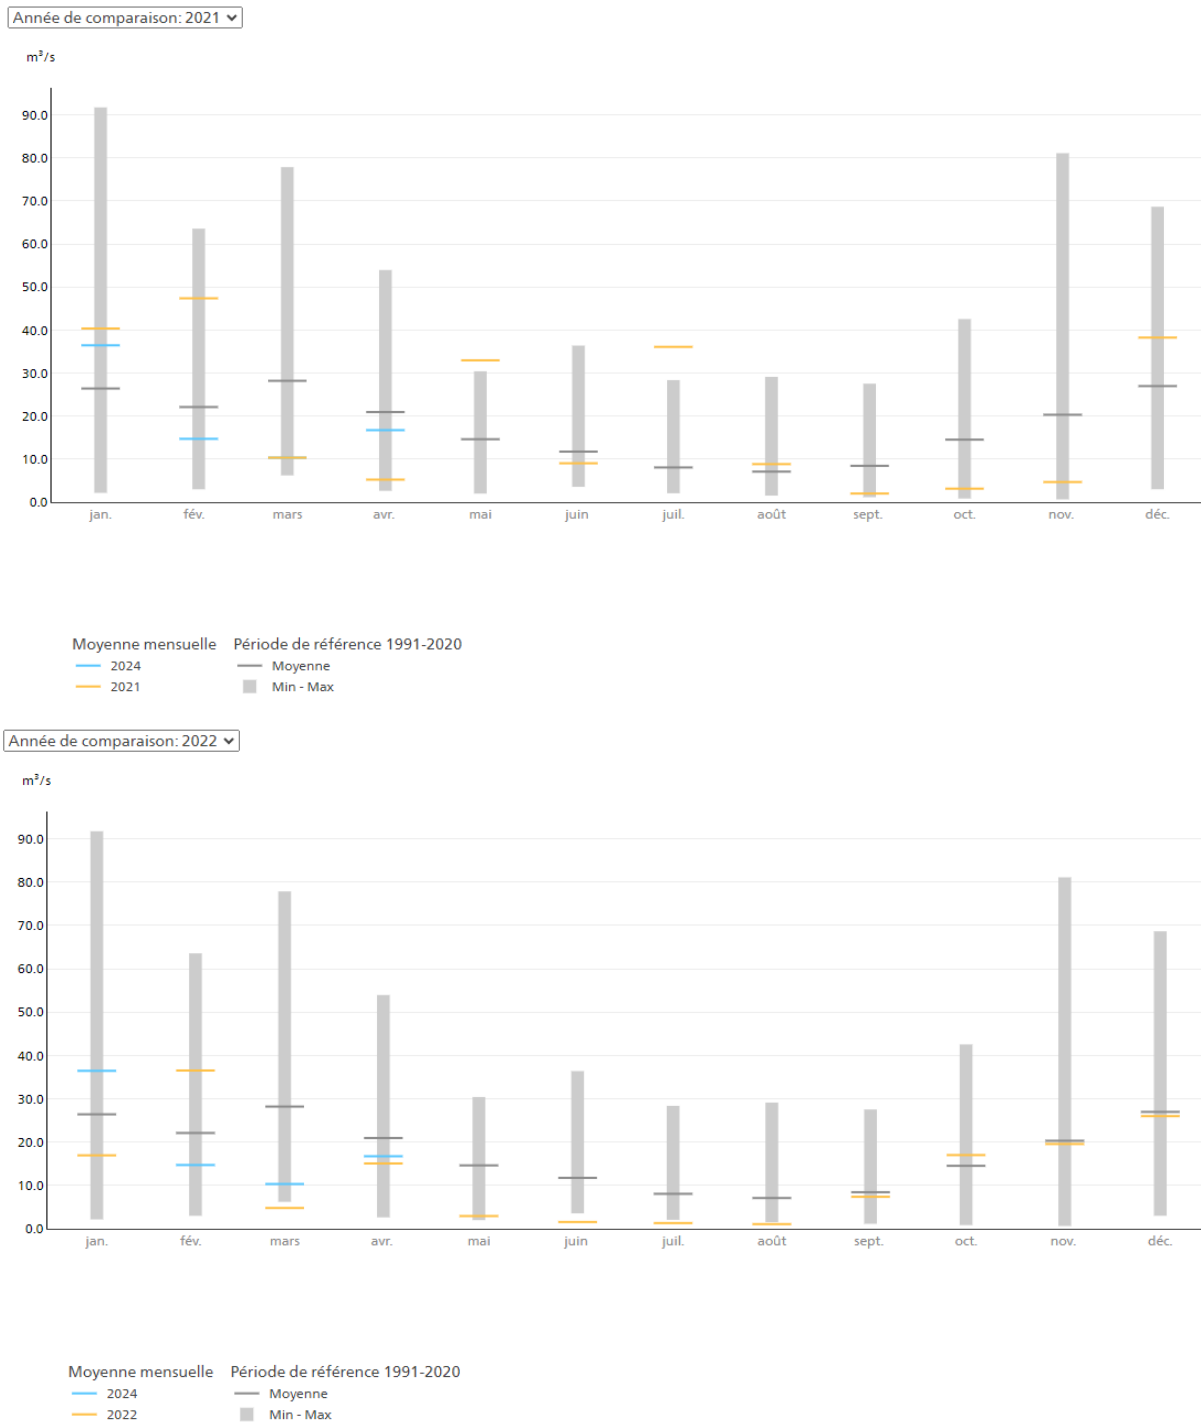 Année de comparaison: 2021
m³/s
90.0
80.0
70.0
60.0
50.0
40.0
30.0
20.0
10.0
0.0
jan. fév. mars avr. mai juin juil. août sept. oct. nov. déc.
Moyenne mensuelle Période de référence 1991-2020
2024 Moyenne
2021 Min - Max
Année de comparaison: 2022
m³/s
90.0
80.0
70.0
60.0
50.0
40.0
30.0
20.0
10.0
0.0
jan. fév. mars avr. mai juin juil. août sept. oct. nov. déc.
Moyenne mensuelle Période de référence 1991-2020
2024 Moyenne
2022 Min - Max